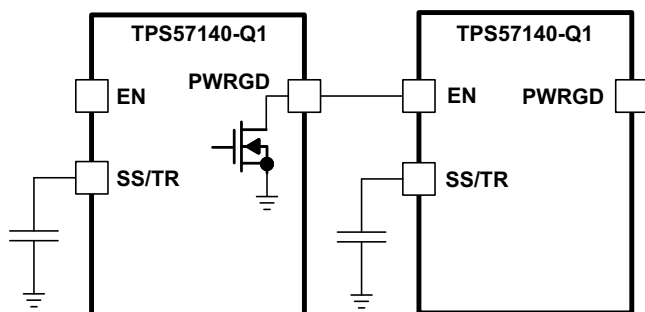 TPS57140-Q1
EN
PWRGD
SS/TR
TPS57140-Q1
EN
PWRGD
SS/TR